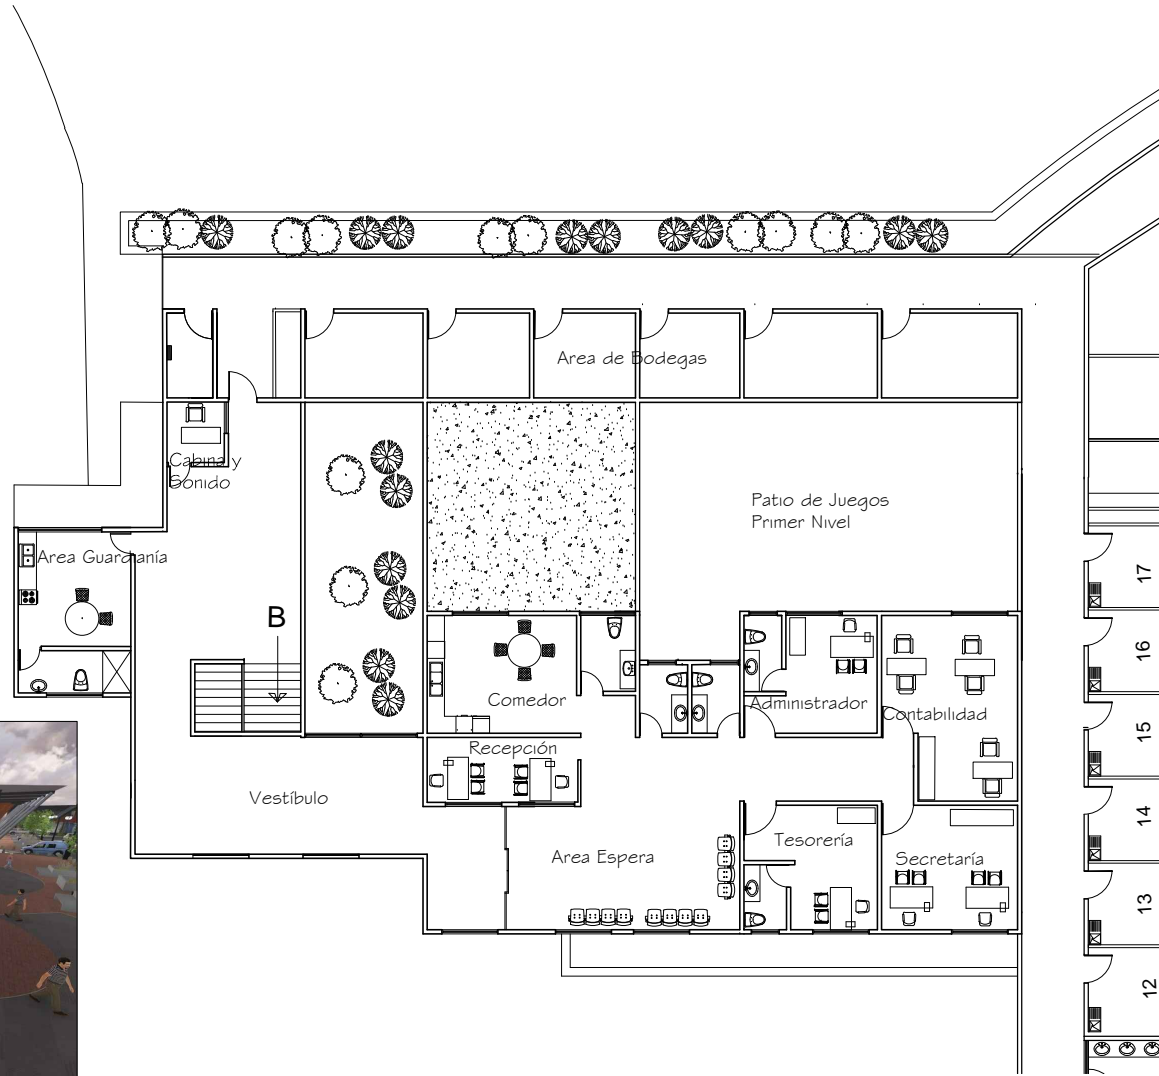 Area de Bodegas
Cabina y
Sonido
Patio de Juegos
Primer Nivel
Area Guardianía
17
B
16
Comedor
Administrador
Contabilidad
15
Recepción
Vestíbulo
14
Tesorería
Area Espera
Secretaría
13
12